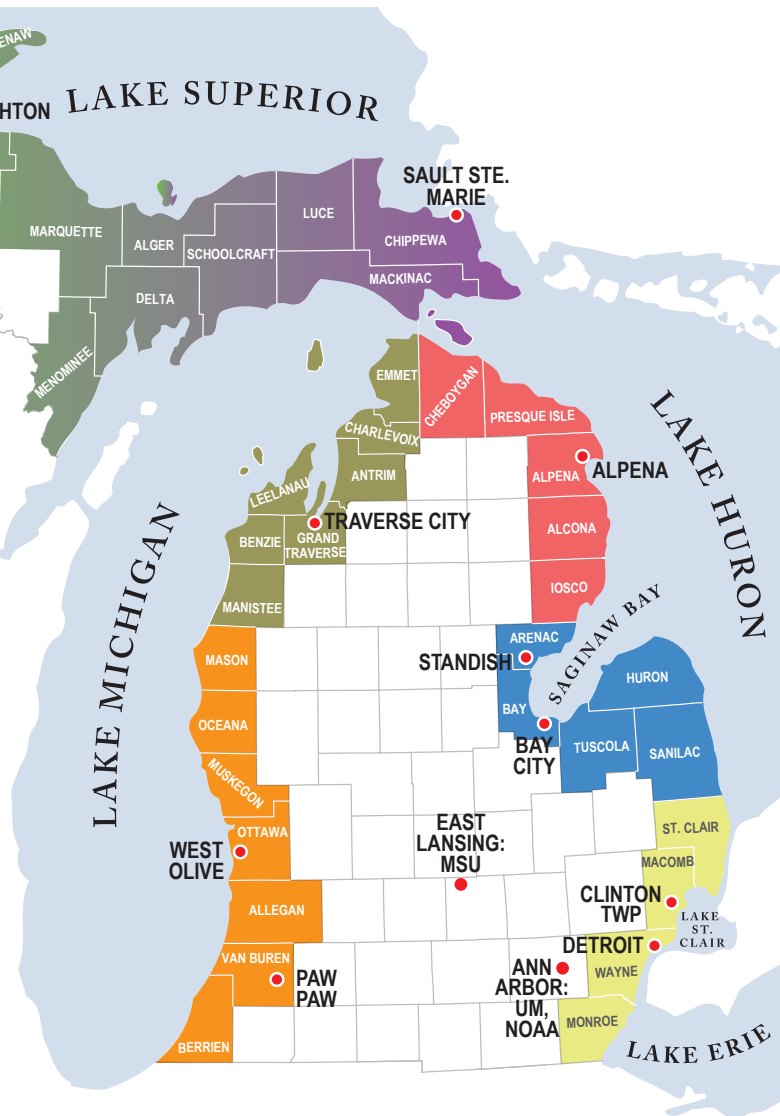 ENAW
HTON
LAKE SUPERIOR
SAULT STE.
MARIE
MARQUETTE
ALGER
SCHOOLCRAFT
LUCE
CHIPPEWA
MACKINAC
DELTA
MENOMINEE
EMMET
CHEBOYGAN
PRESQUE ISLE
CHARLEVOIX
ANTRIM
LEELANAU
ALPENA
ALPENA
TRAVERSE CITY
BENZIE
GRAND
TRAVERSE
ALCONA
MANISTEE
IOSCO
LAKE HURON
LAKE MICHIGAN
SAGINAW BAY
ARENAC
STANDISH
MASON
HURON
BAY
OCEANA
BAY
CITY
TUSCOLA
SANILAC
MUSKEGON
OTTAWA
WEST
OLIVE
EAST
LANSING:
MSU
ST. CLAIR
MACOMB
CLINTON
TWP
ALLEGAN
LAKE
ST.
CLAIR
DETROIT
VAN BUREN
PAW
PAW
ANN
ARBOR:
UM,
NOAA
WAYNE
MONROE
BERRIEN
LAKE ERIE